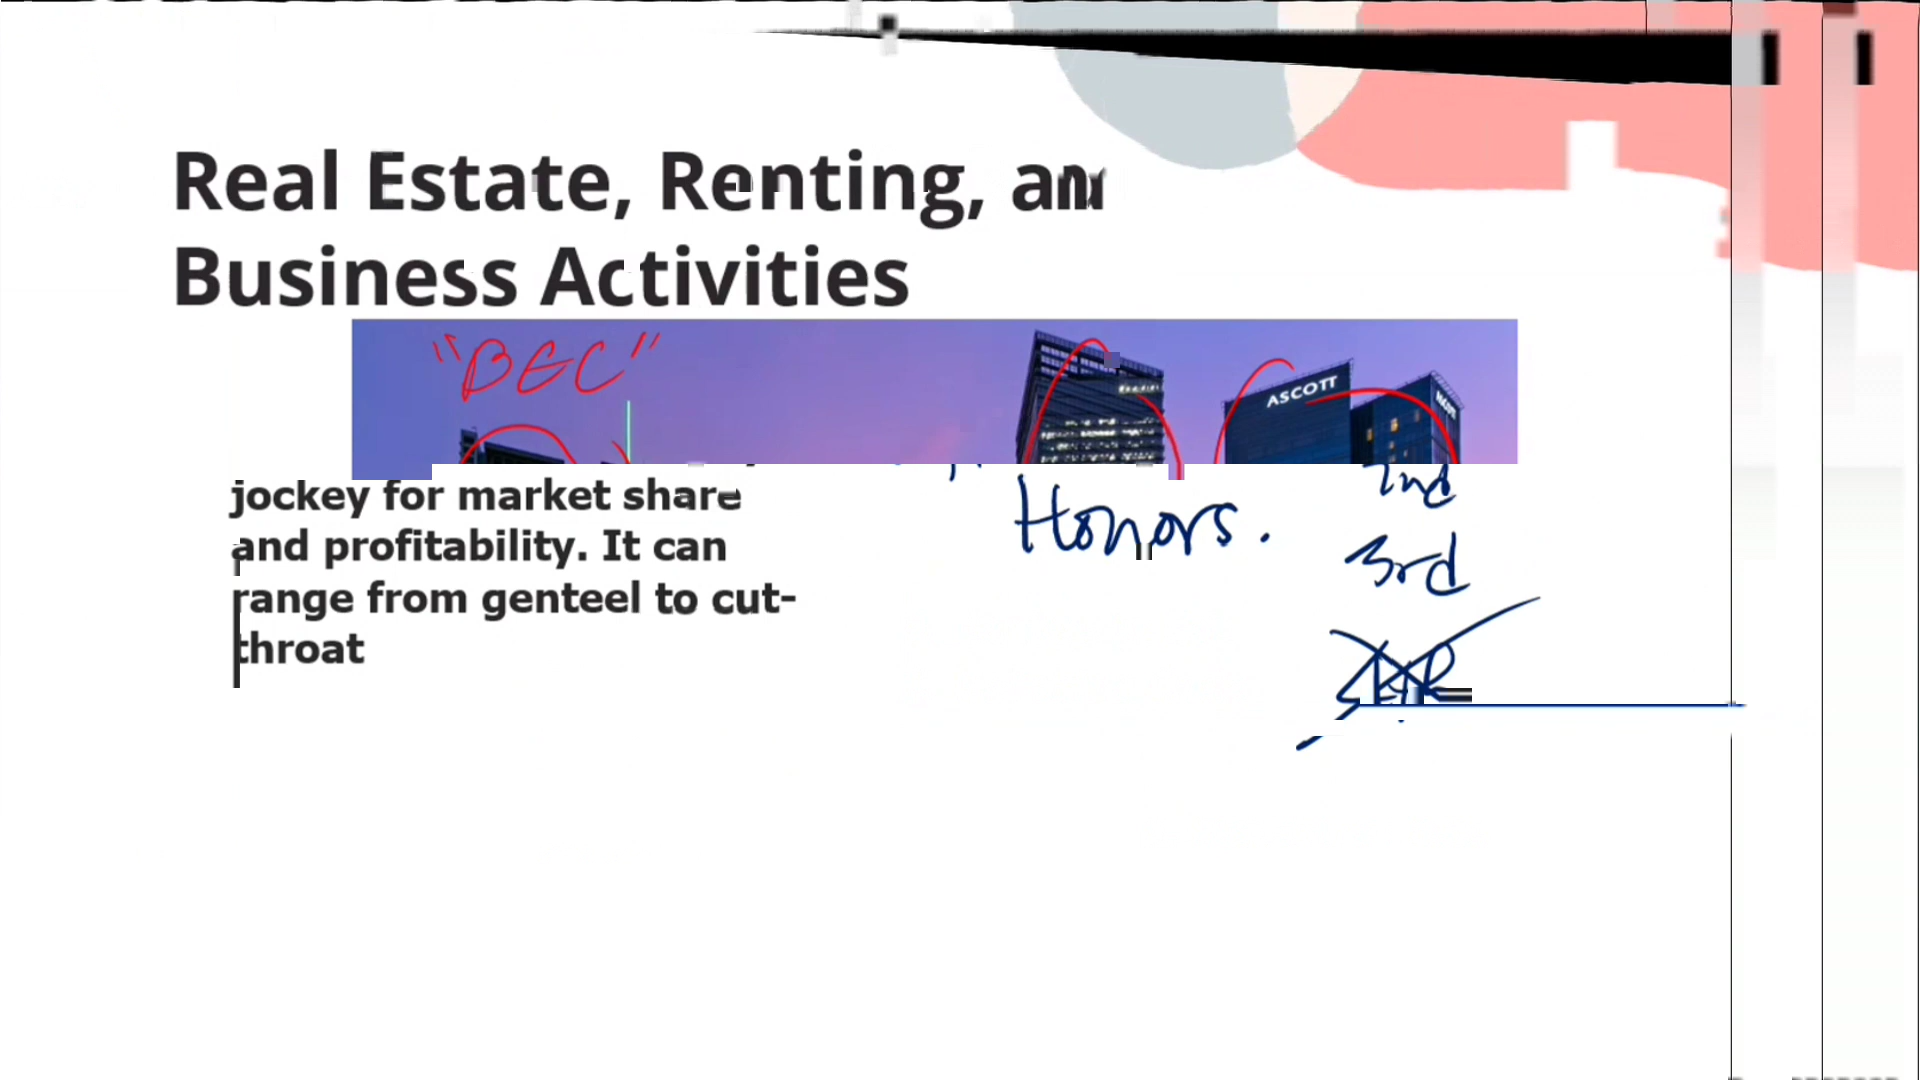 Real Estate, Renting, an
Business Activities
"BGC"
ASCOTT
jockey for market share
and profitability. It can
range from genteel to cut-
throat
Honors.
2nd
3rd